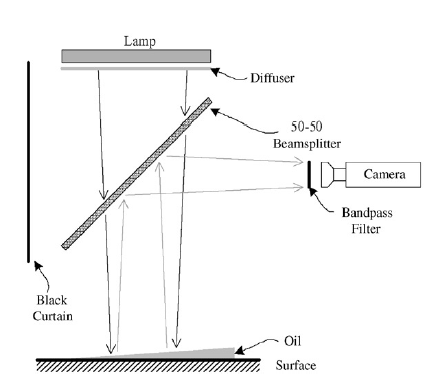 Lamp
Diffuser
50-50
Beamsplitter
Camera
Bandpass
Filter
Black
Curtain
Oil
Surface